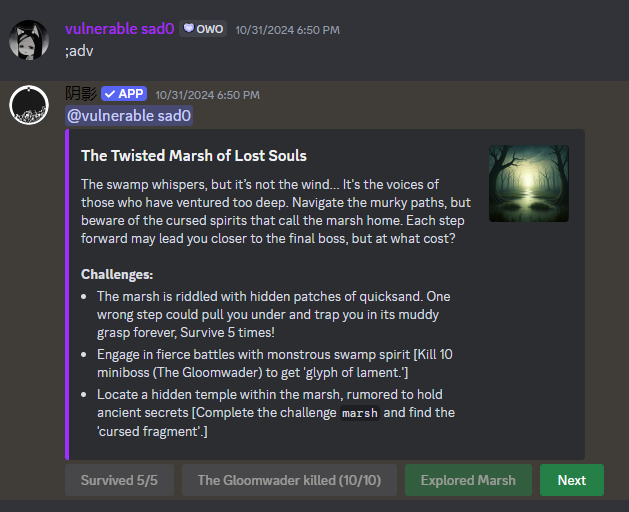 vulnerable sad0 OWO 10/31/2024 6:50 PM
;adv
阴影 ✓ APP 10/31/2024 6:50 PM
@vulnerable sad0
The Twisted Marsh of Lost Souls
The swamp whispers, but it's not the wind... It's the voices of
those who have ventured too deep. Navigate the murky paths, but
beware of the cursed spirits that call the marsh home. Each step
forward may lead you closer to the final boss, but at what cost?
Challenges:
• The marsh is riddled with hidden patches of quicksand. One
wrong step could pull you under and trap you in its muddy
grasp forever, Survive 5 times!
• Engage in fierce battles with monstrous swamp spirit [Kill 10
miniboss (The Gloomwader) to get 'glyph of lament.']
• Locate a hidden temple within the marsh, rumored to hold
ancient secrets [Complete the challenge marsh and find the
'cursed fragment'.]
Survived 5/5 The Gloomwader killed (10/10) Explored Marsh Next